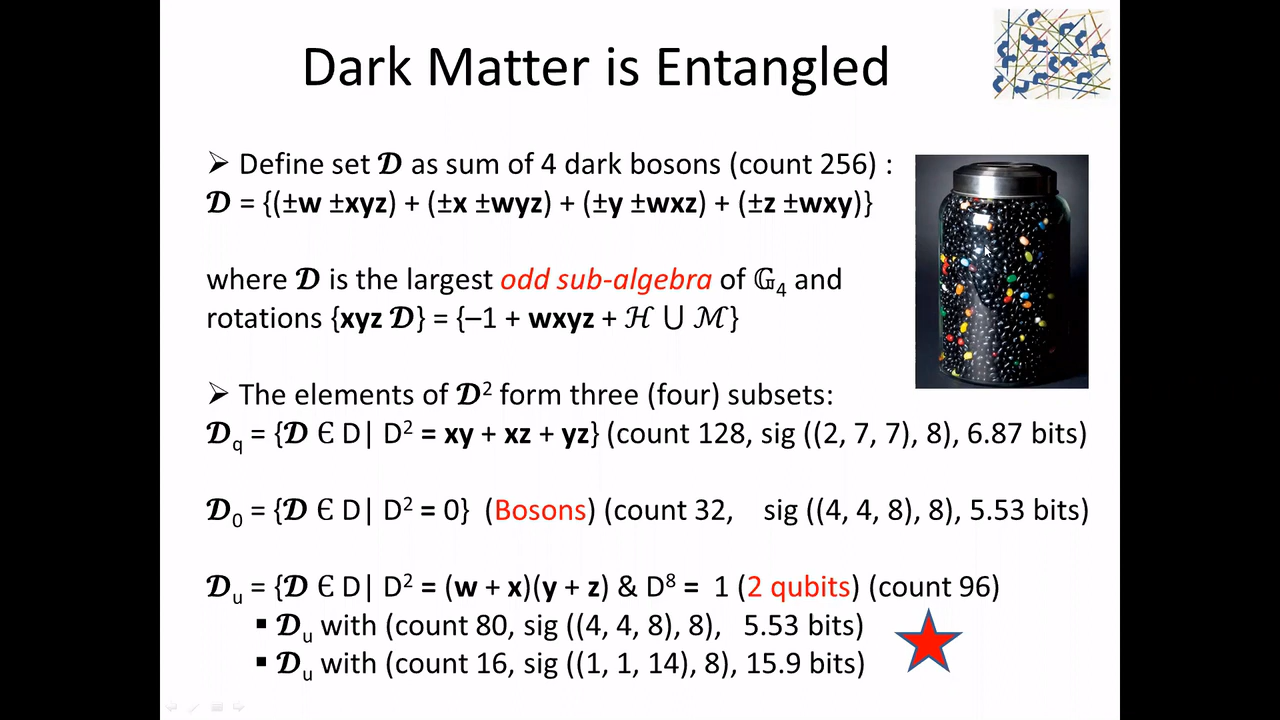 Dark Matter is Entangled
➢ Define set 𝓓 as sum of 4 dark bosons (count 256) :
𝓓 = {(±w ±xyz) + (±x ±wyz) + (±y ±wxz) + (±z ±wxy)}
where 𝓓 is the largest odd sub-algebra of 𝔾₄ and
rotations {xyz 𝓓} = {–1 + wxyz + ℋ ∪ ℳ}
➢ The elements of 𝓓² form three (four) subsets:
𝓓q = {𝓓 Є D| D² = xy + xz + yz} (count 128, sig ((2, 7, 7), 8), 6.87 bits)
𝓓₀ = {𝓓 Є D| D² = 0} (Bosons) (count 32, sig ((4, 4, 8), 8), 5.53 bits)
𝓓u = {𝓓 Є D| D² = (w + x)(y + z) & D⁸ = 1 (2 qubits) (count 96)
▪ 𝓓u with (count 80, sig ((4, 4, 8), 8), 5.53 bits)
▪ 𝓓u with (count 16, sig ((1, 1, 14), 8), 15.9 bits)